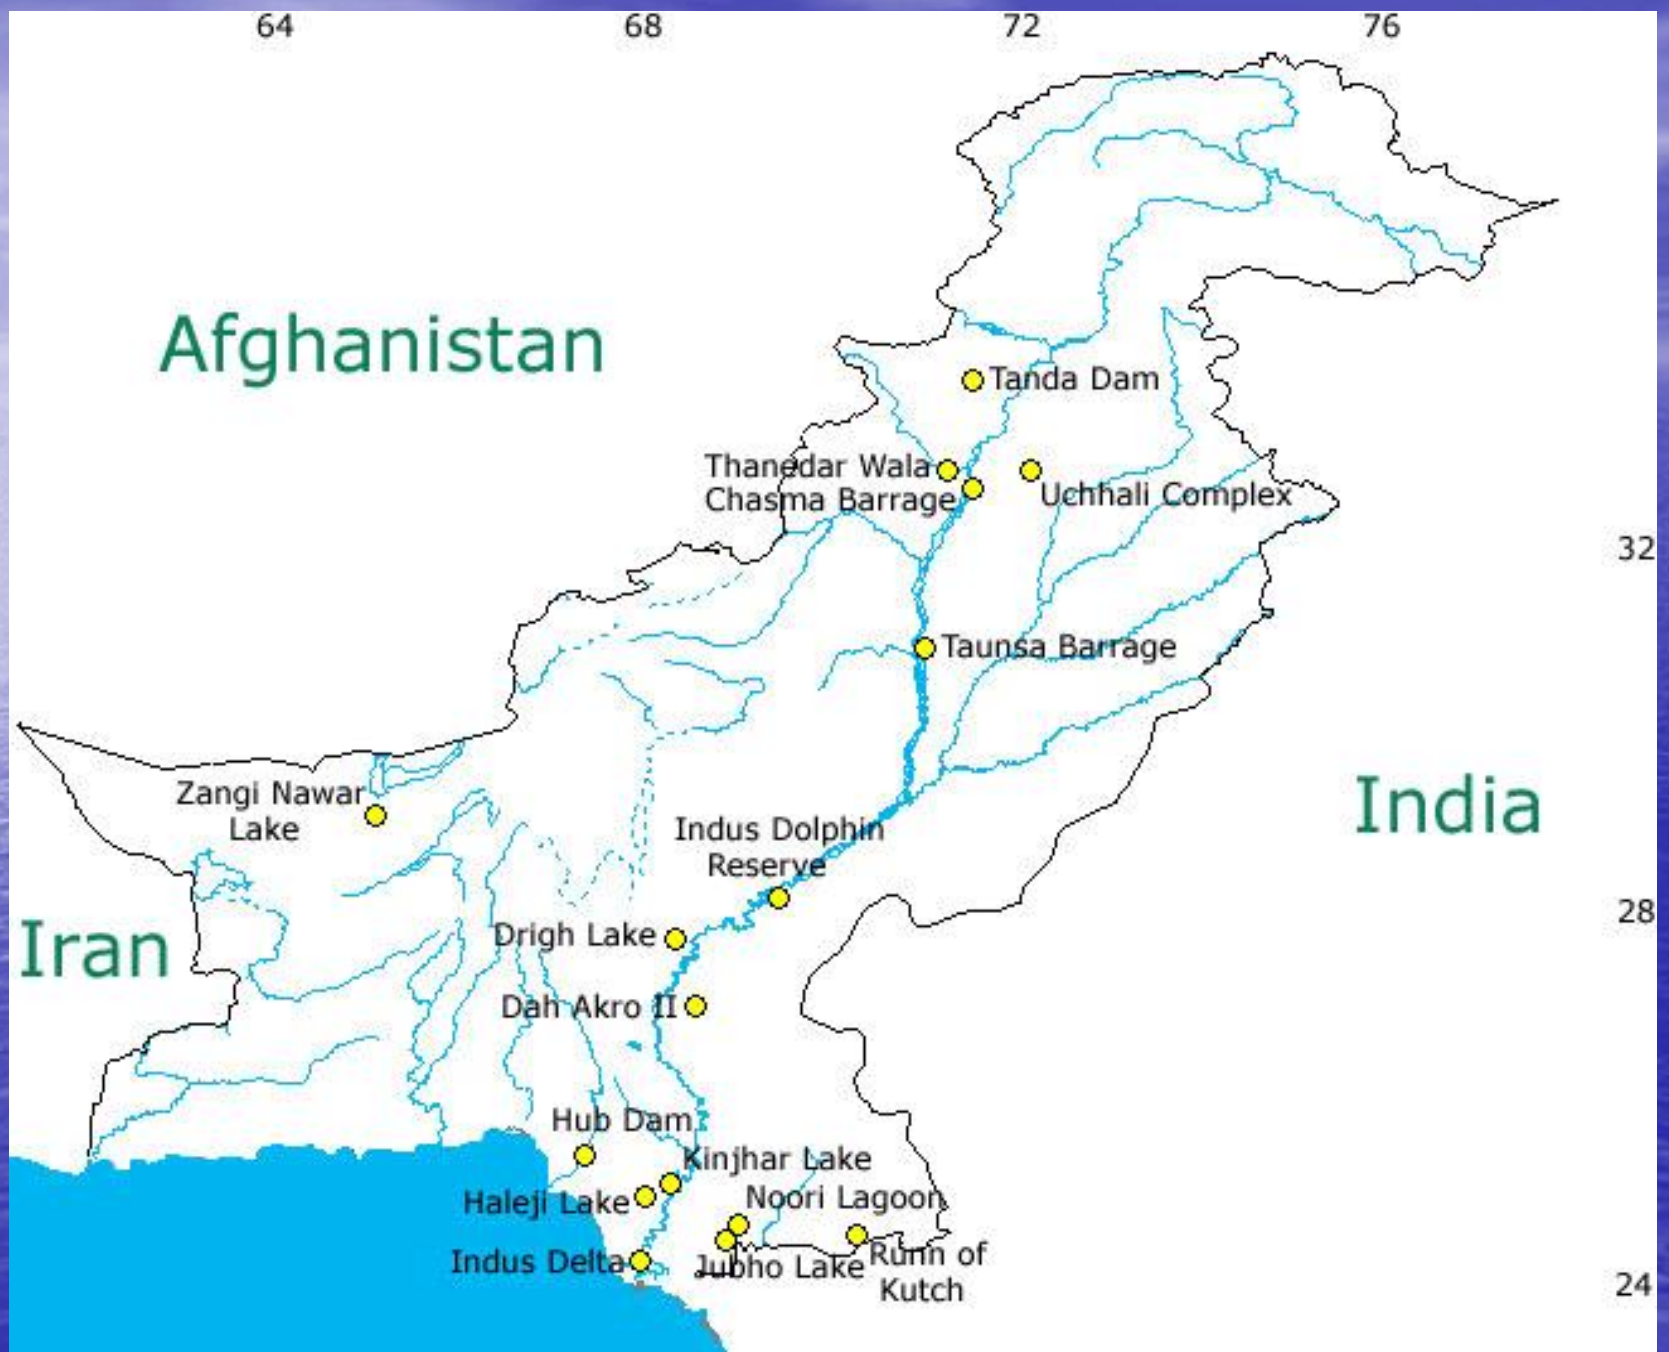 64
68
72
76
Afghanistan
Tanda Dam
Thanedar Wala
Chasma Barrage
Uchhali Complex
32
Taunsa Barrage
Zangi Nawar
Lake
India
Indus Dolphin
Reserve
28
Drigh Lake
Iran
Dah Akro II
Hub Dam
Kinjhar Lake
Haleji Lake
Noori Lagoon
Indus Delta
Jubho Lake
Runn of
Kutch
24